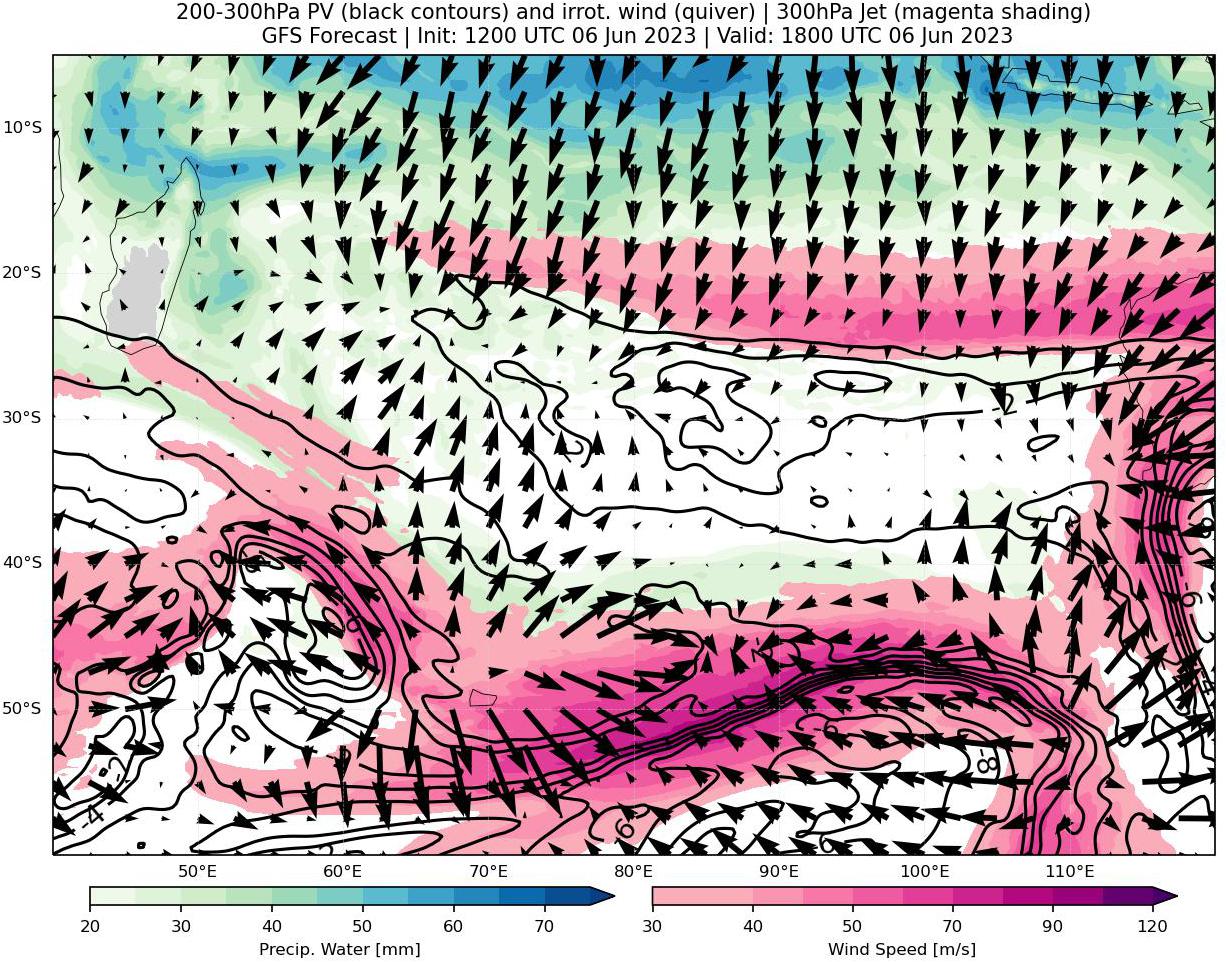 200-300hPa PV (black contours) and irrot. wind (quiver) | 300hPa Jet (magenta shading)
GFS Forecast | Init: 1200 UTC 06 Jun 2023 | Valid: 1800 UTC 06 Jun 2023
10°S
20°S
30°S
40°S
50°S
-2
-8
-6
-4
-2
50°E
60°E
70°E
80°E
90°E
100°E
110°E
20
30
40
50
60
70
30
40
50
70
90
120
Precip. Water [mm]
Wind Speed [m/s]